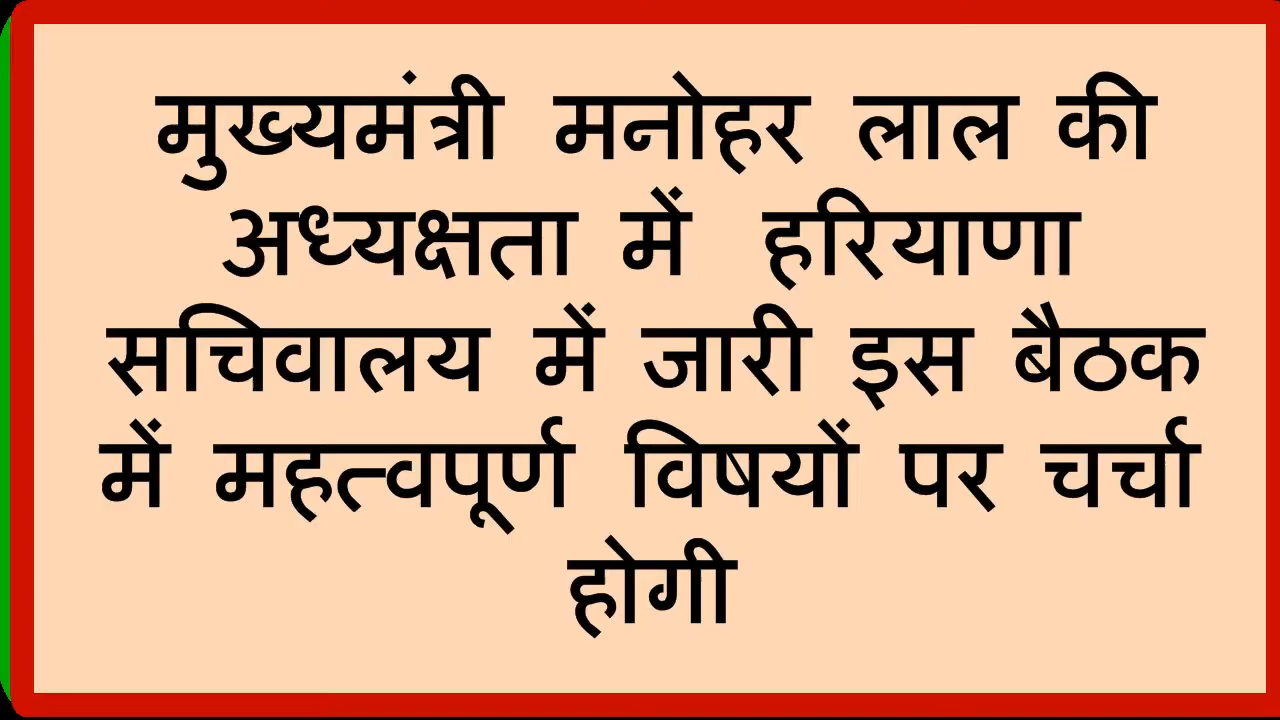 मुख्यमंत्री मनोहर लाल की
अध्यक्षता में हरियाणा
सचिवालय में जारी इस बैठक
में महत्वपूर्ण विषयों पर चर्चा
होगी